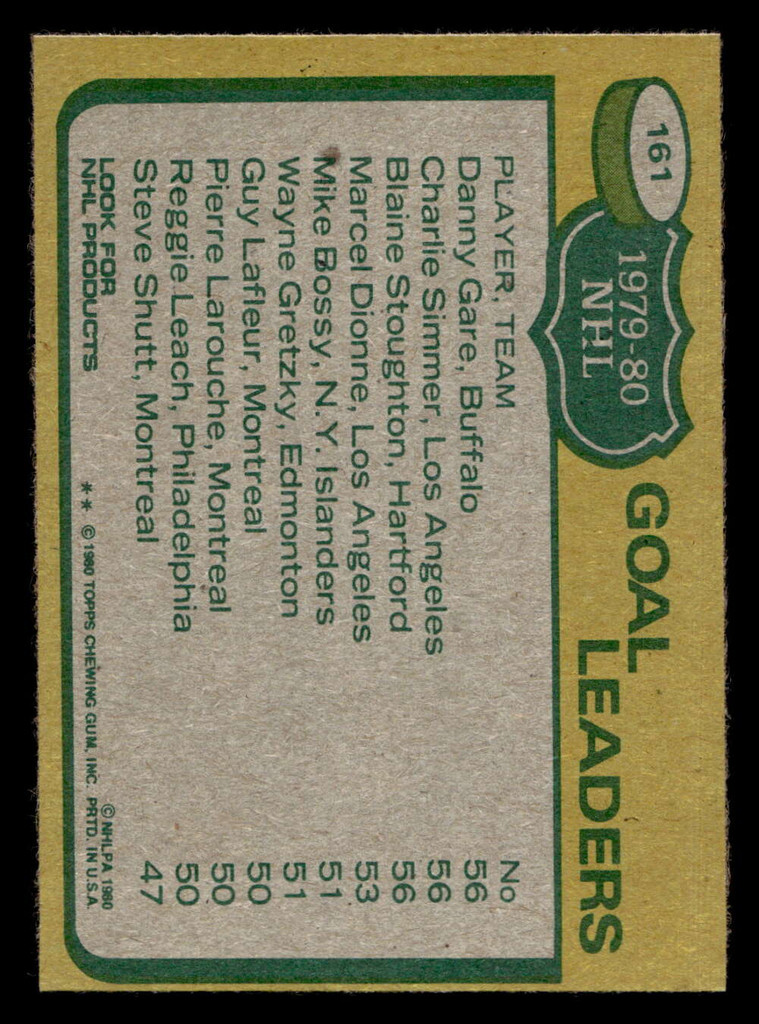 161
1979-80
NHL
GOAL
LEADERS
PLAYER, TEAM No
Danny Gare, Buffalo 56
Charlie Simmer, Los Angeles 56
Blaine Stoughton, Hartford 56
Marcel Dionne, Los Angeles 53
Mike Bossy, N.Y. Islanders 51
Wayne Gretzky, Edmonton 51
Guy Lafleur, Montreal 50
Pierre Larouche, Montreal 50
Reggie Leach, Philadelphia 50
Steve Shutt, Montreal 47
LOOK FOR
NHL PRODUCTS
© NHLPA 1980
** © 1980 TOPPS CHEWING GUM, INC. PRTD. IN U.S.A.